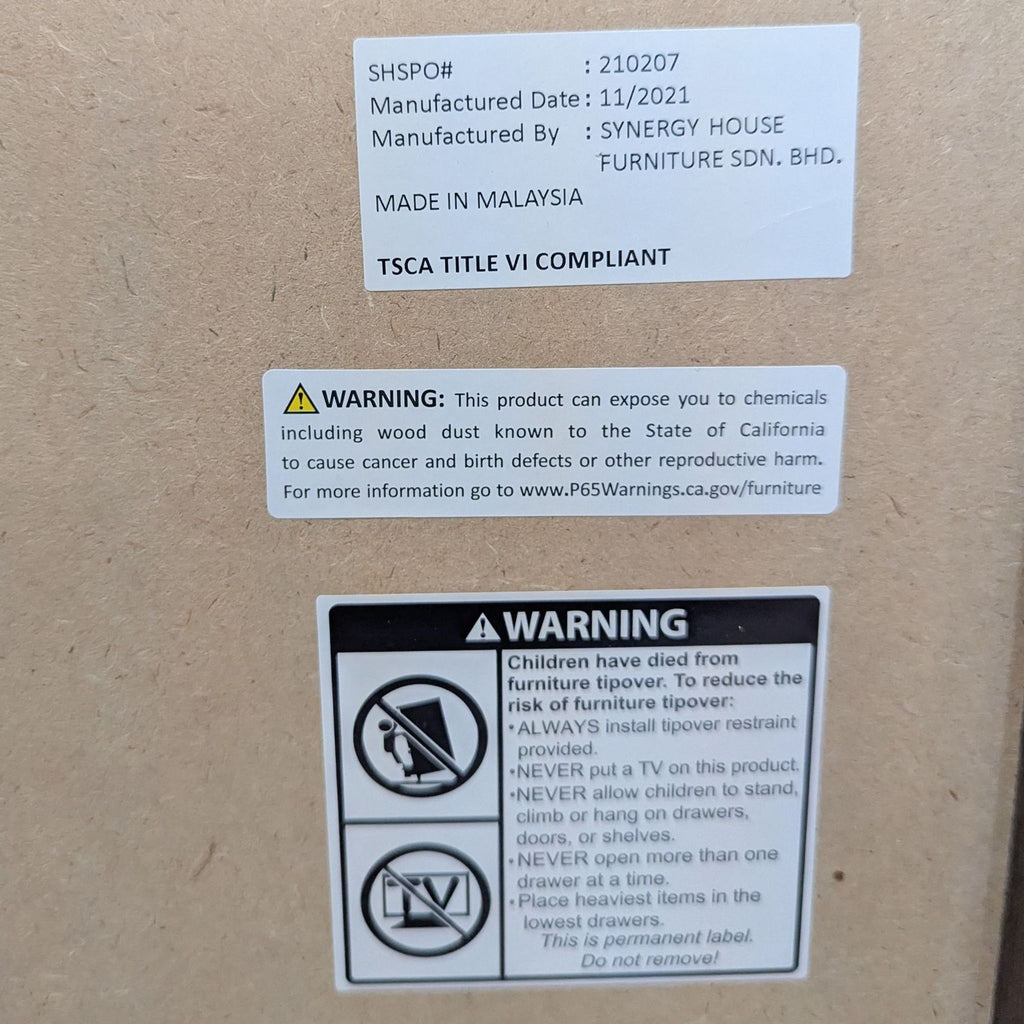 SHSPO# : 210207
Manufactured Date : 11/2021
Manufactured By : SYNERGY HOUSE
FURNITURE SDN. BHD.
MADE IN MALAYSIA
TSCA TITLE VI COMPLIANT
WARNING: This product can expose you to chemicals
including wood dust known to the State of California
to cause cancer and birth defects or other reproductive harm.
For more information go to www.P65Warnings.ca.gov/furniture
WARNING
Children have died from
furniture tipover. To reduce the
risk of furniture tipover:
•ALWAYS install tipover restraint
provided.
•NEVER put a TV on this product.
•NEVER allow children to stand,
climb or hang on drawers,
doors, or shelves.
•NEVER open more than one
drawer at a time.
•Place heaviest items in the
lowest drawers.
This is permanent label.
Do not remove!
TV